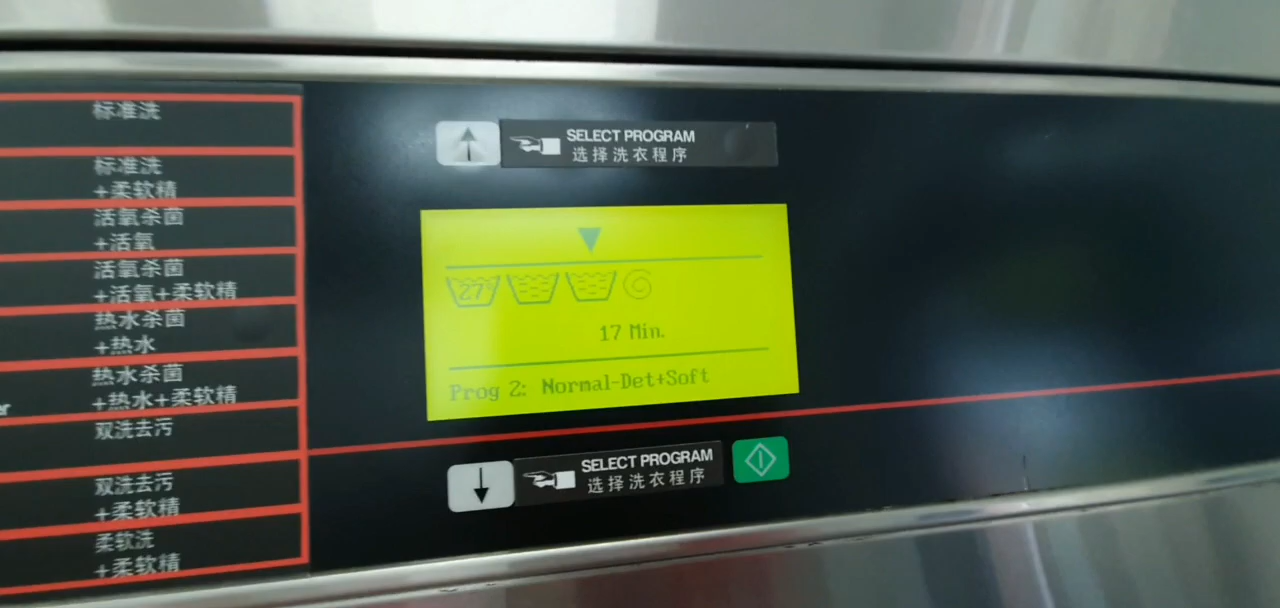 标准洗
标准洗
+柔软精
活氧杀菌
+活氧
活氧杀菌
+活氧+柔软精
热水杀菌
+热水
热水杀菌
+热水+柔软精
双洗去污
双洗去污
+柔软精
柔软洗
+柔软精
SELECT PROGRAM
选择洗衣程序
27°
17 Min.
Prog 2: Normal-Det+Soft
SELECT PROGRAM
选择洗衣程序